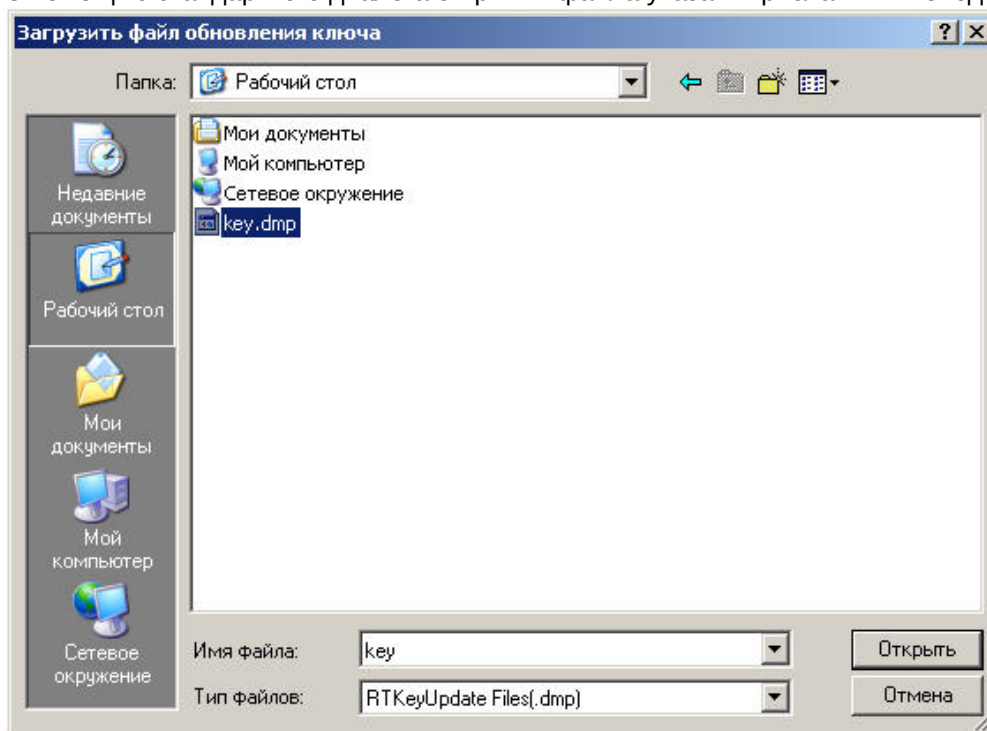 Загрузить файл обновления ключа
Папка: Рабочий стол
Мои документы
Мой компьютер
Сетевое окружение
key.dmp
Недавние
документы
Рабочий стол
Мои
документы
Мой
компьютер
Сетевое
окружение
Имя файла: key Открыть
Тип файлов: RTKeyUpdate Files(.dmp) Отмена